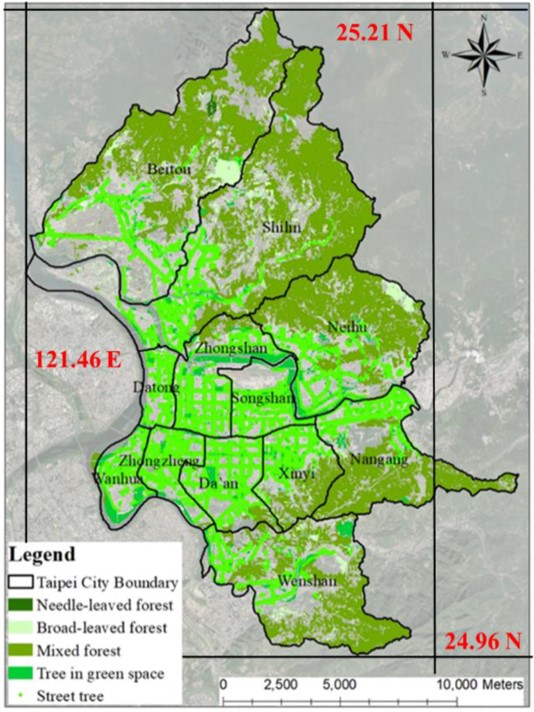 25.21 N
N
W E
S
Beitou
Shilin
Neihu
Zhongshan
121.46 E
Datong
Songshan
Zhongzheng
Nangang
Wanhua
Da'an
Xinyi
Wenshan
Legend
Taipei City Boundary
Needle-leaved forest
Broad-leaved forest
Mixed forest
Tree in green space
Street tree
24.96 N
0 2,500 5,000 10,000 Meters